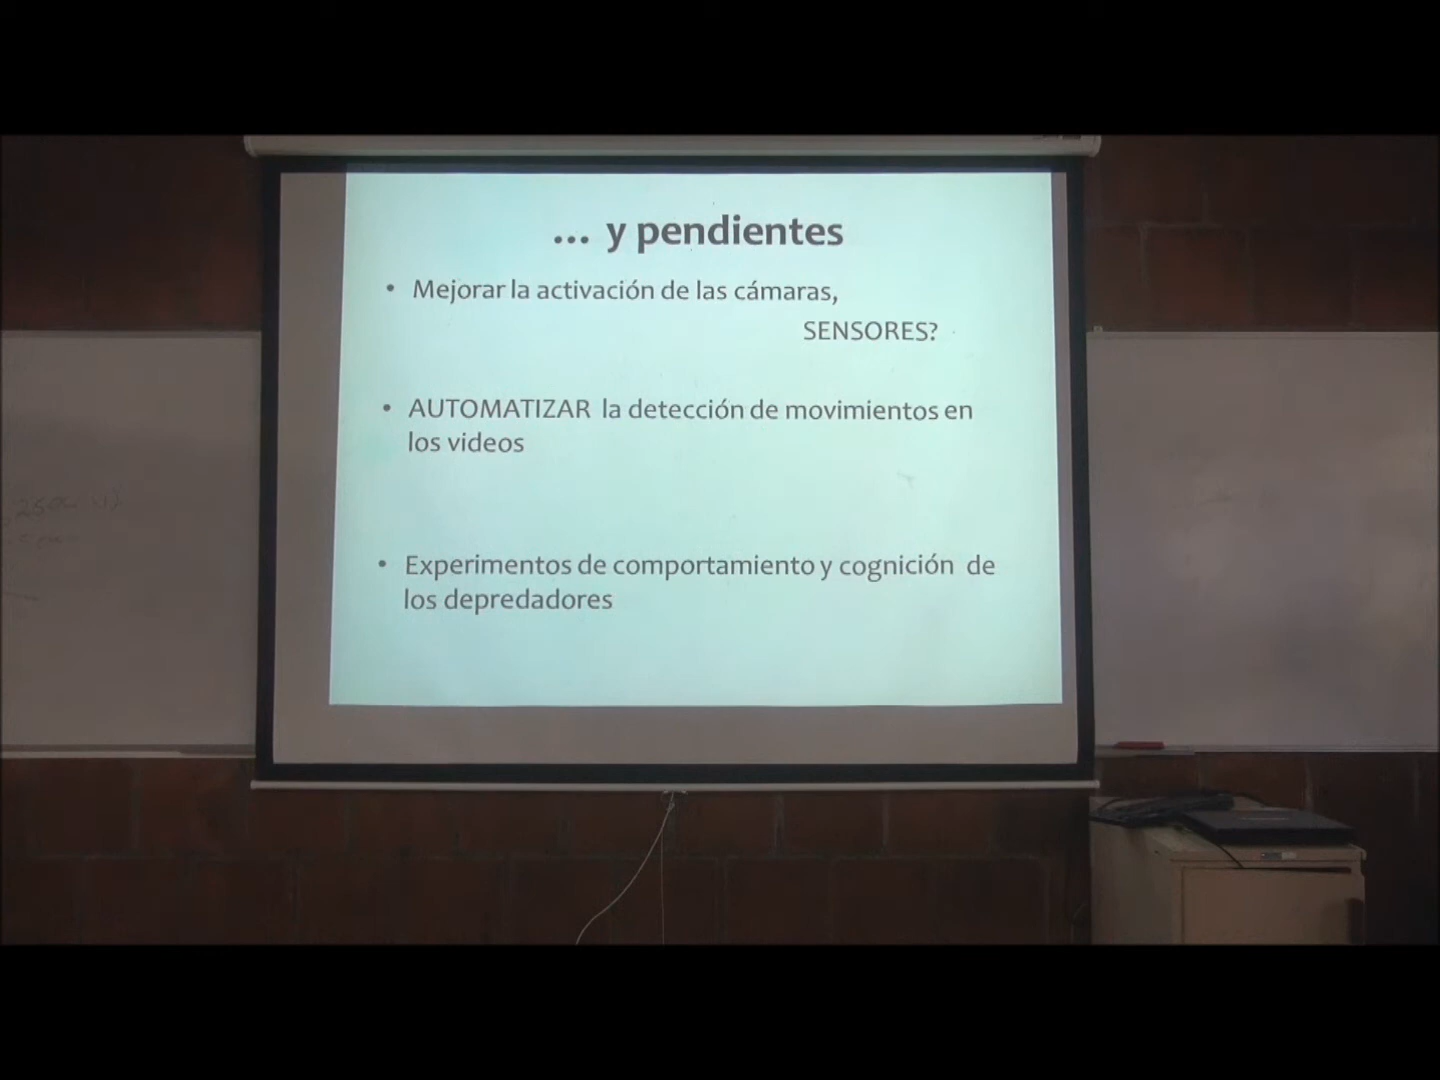 ... y pendientes
• Mejorar la activación de las cámaras,
SENSORES?
• AUTOMATIZAR la detección de movimientos en
los videos
• Experimentos de comportamiento y cognición de
los depredadores